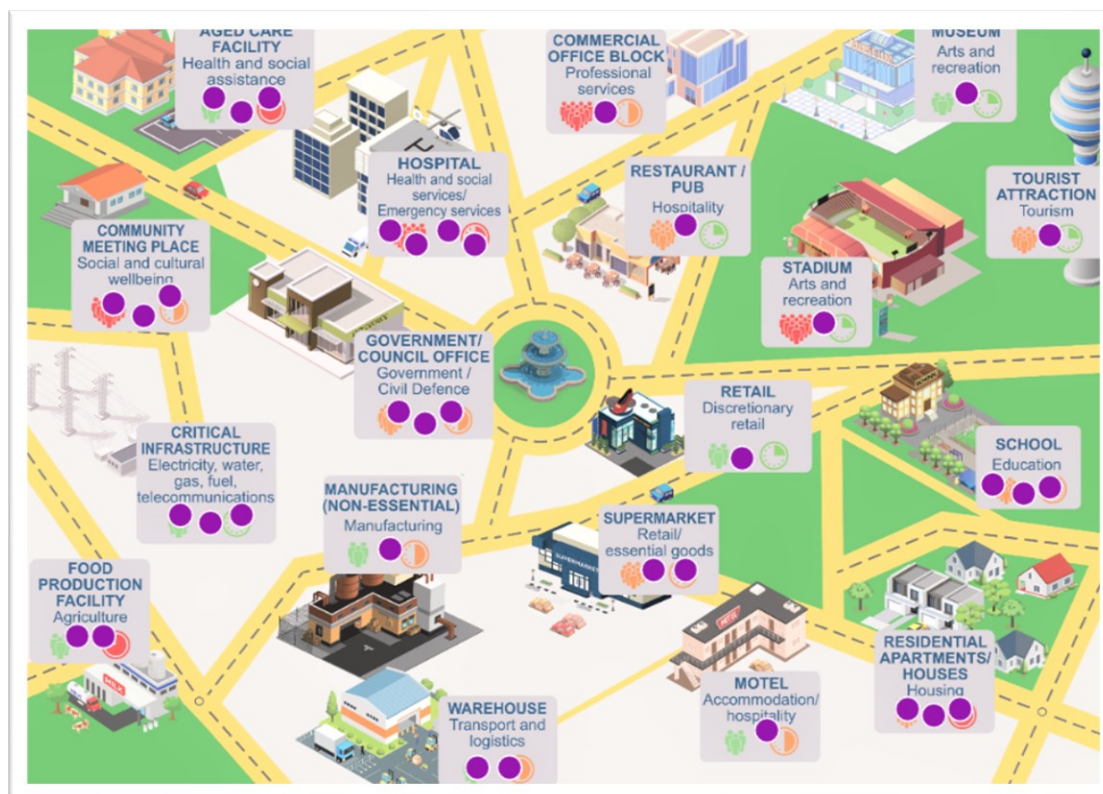 AGED CARE
FACILITY
Health and social
assistance
COMMERCIAL
OFFICE BLOCK
Professional
services
MUSEUM
Arts and
recreation
HOSPITAL
Health and social
services/
Emergency services
RESTAURANT /
PUB
Hospitality
TOURIST
ATTRACTION
Tourism
COMMUNITY
MEETING PLACE
Social and cultural
wellbeing
STADIUM
Arts and
recreation
GOVERNMENT/
COUNCIL OFFICE
Government /
Civil Defence
RETAIL
Discretionary
retail
CRITICAL
INFRASTRUCTURE
Electricity, water,
gas, fuel,
telecommunications
SCHOOL
Education
MANUFACTURING
(NON-ESSENTIAL)
Manufacturing
SUPERMARKET
Retail/
essential goods
SUPERMARKET
FOOD
PRODUCTION
FACILITY
Agriculture
MILK
MOTEL
Accommodation/
hospitality
RESIDENTIAL
APARTMENTS/
HOUSES
Housing
WAREHOUSE
Transport and
logistics